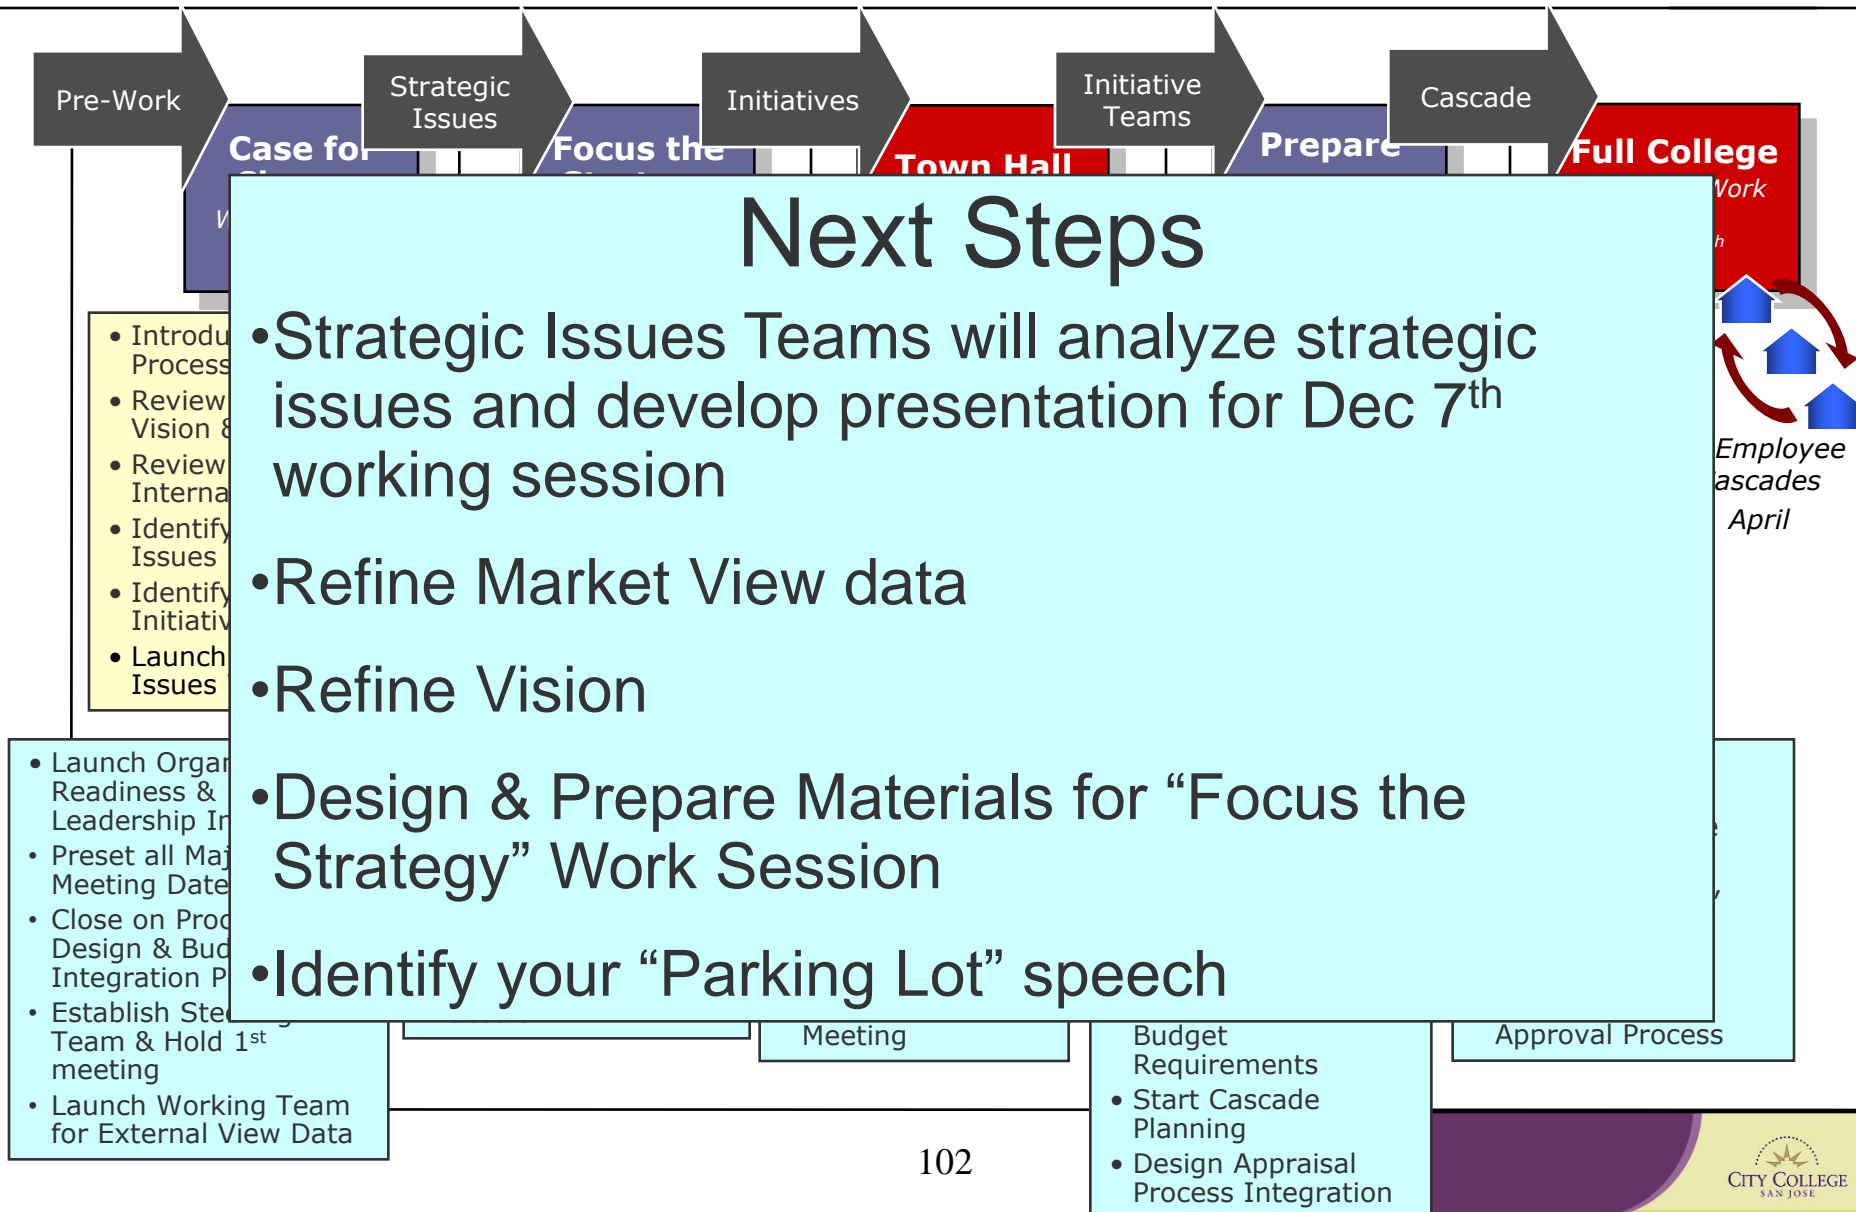 Pre-Work
Strategic
Issues
Initiatives
Initiative
Teams
Cascade
Case for
Focus the
Town Hall
Prepare
Full College
Work
Next Steps
•Strategic Issues Teams will analyze strategic
issues and develop presentation for Dec 7th
working session
•Refine Market View data
•Refine Vision
•Design & Prepare Materials for “Focus the
Strategy” Work Session
•Identify your “Parking Lot” speech
• Introdu
Process
• Review
Vision &
• Review
Interna
• Identify
Issues
• Identify
Initiativ
• Launch
Issues
Employee
ascades
April
• Launch Organ
Readiness &
Leadership In
• Preset all Maj
Meeting Date
• Close on Proc
Design & Bud
Integration P
• Establish Steering
Team & Hold 1st
meeting
• Launch Working Team
for External View Data
Meeting
Budget
Requirements
• Start Cascade
Planning
• Design Appraisal
Process Integration
Approval Process
102
CITY COLLEGE
SAN JOSE